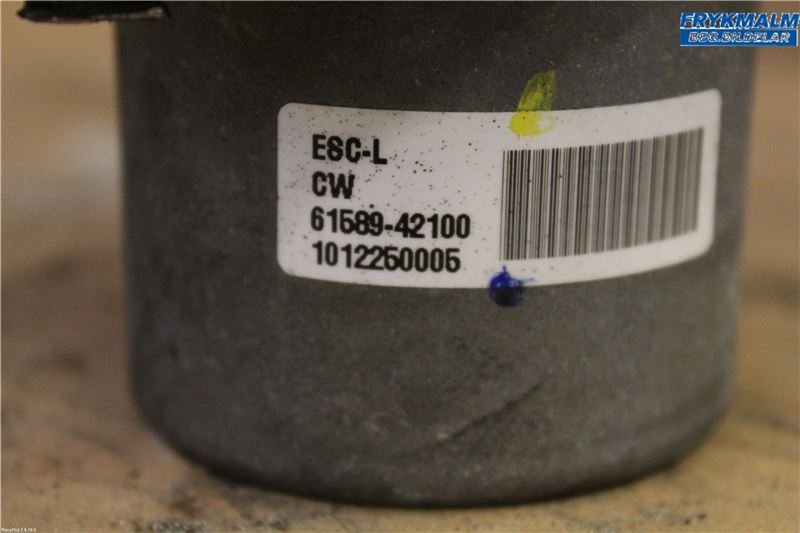 FRYKMALM
BEG.BILDELAR
ESC-L
CW
61589-42100
1012250005